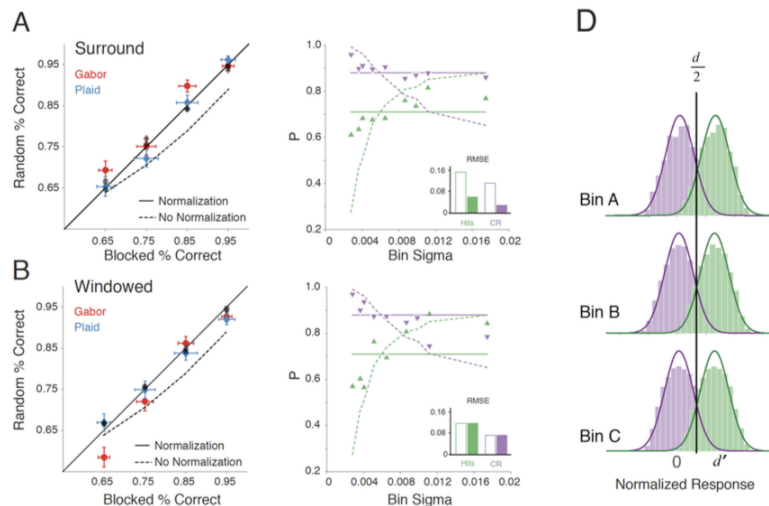 A
Surround
Random % Correct
0.95
0.85
0.75
0.65
Gabor
Plaid
Normalization
No Normalization
0.65 0.75 0.85 0.95
Blocked % Correct
P
1.0
0.8
0.6
0.4
0.2
RMSE
0.16
0.08
0
Hits CR
0.004 0.008 0.012 0.016 0.02
Bin Sigma
B
Windowed
Random % Correct
0.95
0.85
0.75
0.65
Gabor
Plaid
Normalization
No Normalization
0.65 0.75 0.85 0.95
Blocked % Correct
P
1.0
0.8
0.6
0.4
0.2
RMSE
0.16
0.08
0
Hits CR
0.004 0.008 0.012 0.016 0.02
Bin Sigma
D
d
2
Bin A
Bin B
Bin C
0 d′
Normalized Response